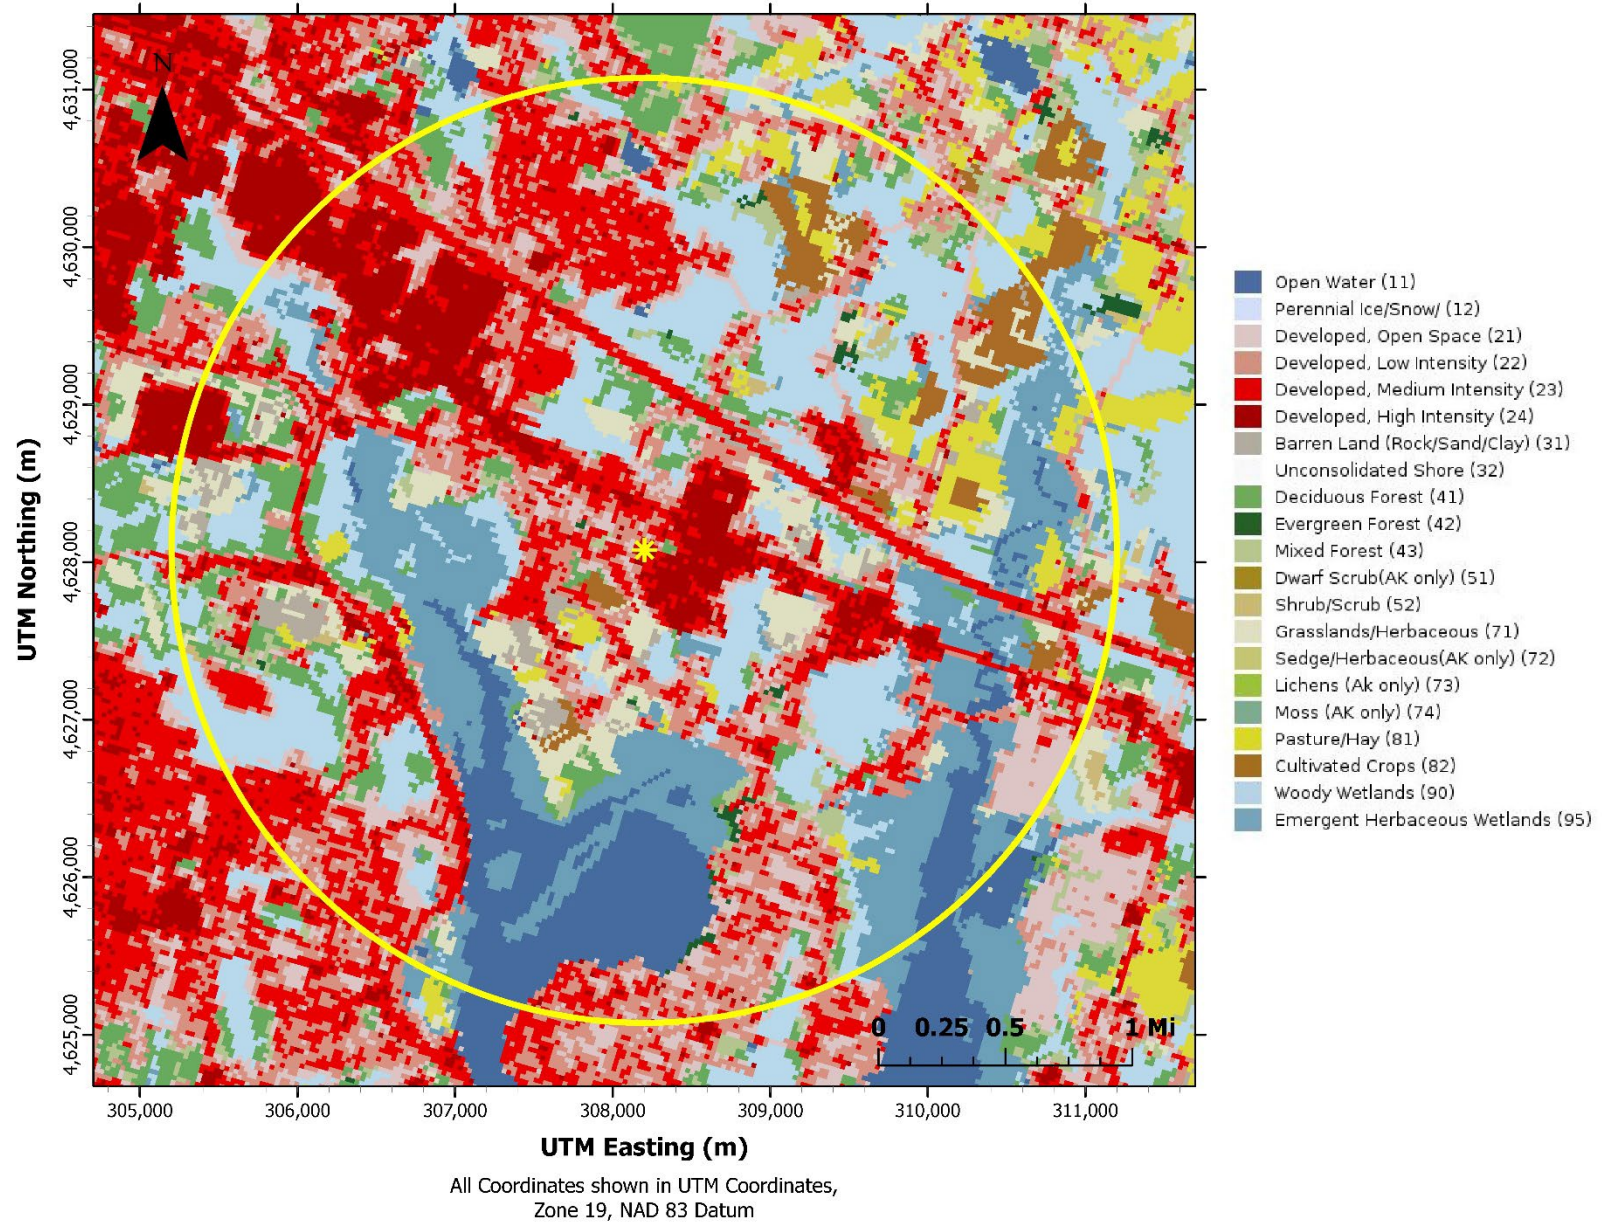 N
4,631,000
4,630,000
4,629,000
4,628,000
4,627,000
4,626,000
4,625,000
UTM Northing (m)
Open Water (11)
Perennial Ice/Snow/ (12)
Developed, Open Space (21)
Developed, Low Intensity (22)
Developed, Medium Intensity (23)
Developed, High Intensity (24)
Barren Land (Rock/Sand/Clay) (31)
Unconsolidated Shore (32)
Deciduous Forest (41)
Evergreen Forest (42)
Mixed Forest (43)
Dwarf Scrub(AK only) (51)
Shrub/Scrub (52)
Grasslands/Herbaceous (71)
Sedge/Herbaceous(AK only) (72)
Lichens (Ak only) (73)
Moss (AK only) (74)
Pasture/Hay (81)
Cultivated Crops (82)
Woody Wetlands (90)
Emergent Herbaceous Wetlands (95)
0 0.25 0.5 1 Mi
305,000 306,000 307,000 308,000 309,000 310,000 311,000
UTM Easting (m)
All Coordinates shown in UTM Coordinates,
Zone 19, NAD 83 Datum